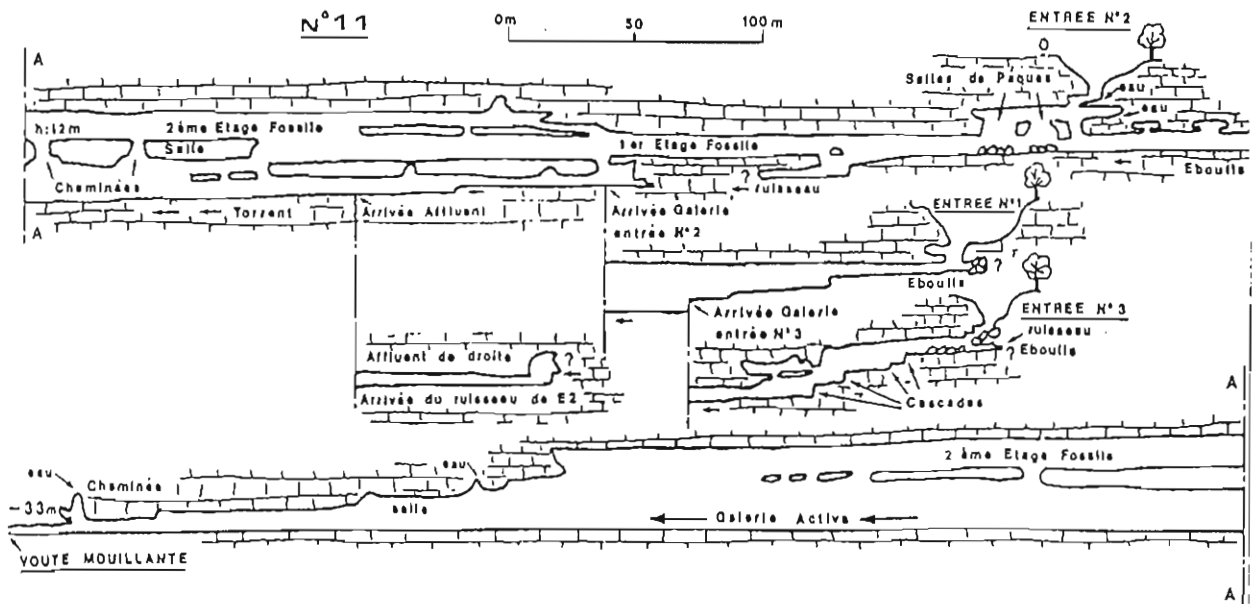 N°11
0m 50 100m
ENTREE N°2
A
Salles de Paques
eau
eau
h:12m
2ème Etage Fossile
Salle
1er Etage Fossile
Cheminées
?
ruisseau
Eboulis
Torrent
Arrivée Affluent
Arrivée Galerie
entrée N°2
A
ENTREE N°1
?
Eboulis
Arrivée Galerie
entrée N°3
ENTREE N°3
ruisseau
? Eboulis
Affluent de droite
?
Arrivée du ruisseau de E2
Cascades
A
2ème Etage Fossile
eau
eau
Cheminée
salle
-33m
Galerie Active
VOUTE MOUILLANTE
A